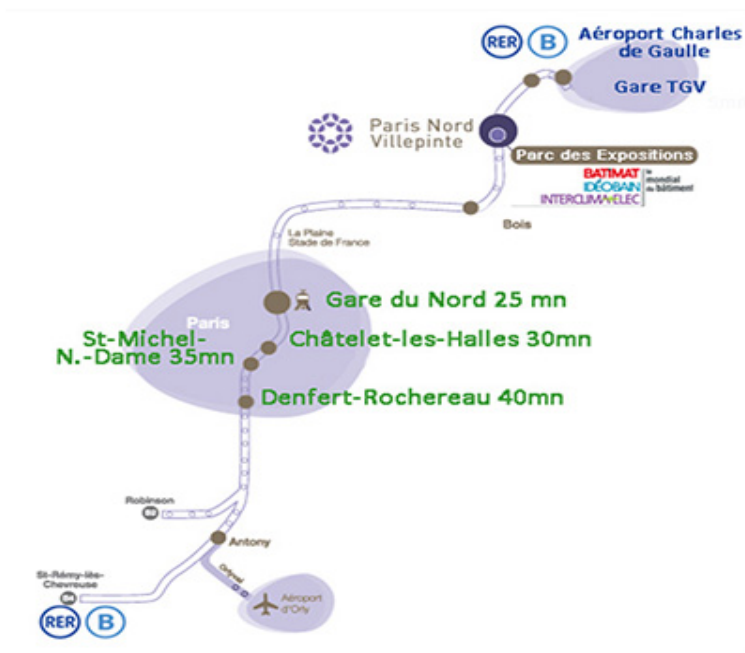 RER B Aéroport Charles
de Gaulle
Gare TGV
Paris Nord
Villepinte
Parc des Expositions
BATIMAT
IDÉOBAIN
INTERCLIMA+ELEC
le
mondial
du bâtiment
Bois
La Plaine
Stade de France
Gare du Nord 25 mn
Paris
St-Michel-
N.-Dame 35mn
Châtelet-les-Halles 30mn
Denfert-Rochereau 40mn
Robinson
B2
Antony
Orlyval
St-Rémy-lès-
Chevreuse
B4
Aéroport
d'Orly
RER B